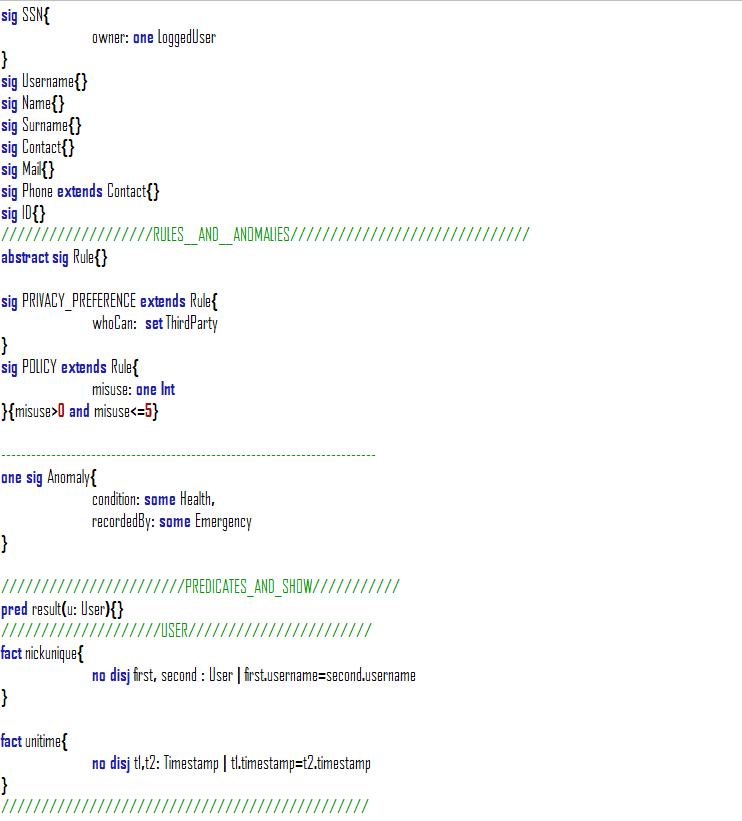 sig SSN{
owner: one LoggedUser
}
sig Username{}
sig Name{}
sig Surname{}
sig Contact{}
sig Mail{}
sig Phone extends Contact{}
sig ID{}
///////////////////RULES__AND__ANOMALIES//////////////////////////////
abstract sig Rule{}
sig PRIVACY_PREFERENCE extends Rule{
whoCan: set ThirdParty
}
sig POLICY extends Rule{
misuse: one Int
}{misuse>0 and misuse<=5}
---------------------------------------------------------------------------
one sig Anomaly{
condition: some Health,
recordedBy: some Emergency
}
///////////////////////PREDICATES_AND_SHOW///////////
pred result(u: User){}
////////////////////USER///////////////////////
fact nickunique{
no disj first, second : User | first.username=second.username
}
fact unitime{
no disj t1,t2: Timestamp | t1.timestamp=t2.timestamp
}
//////////////////////////////////////////////